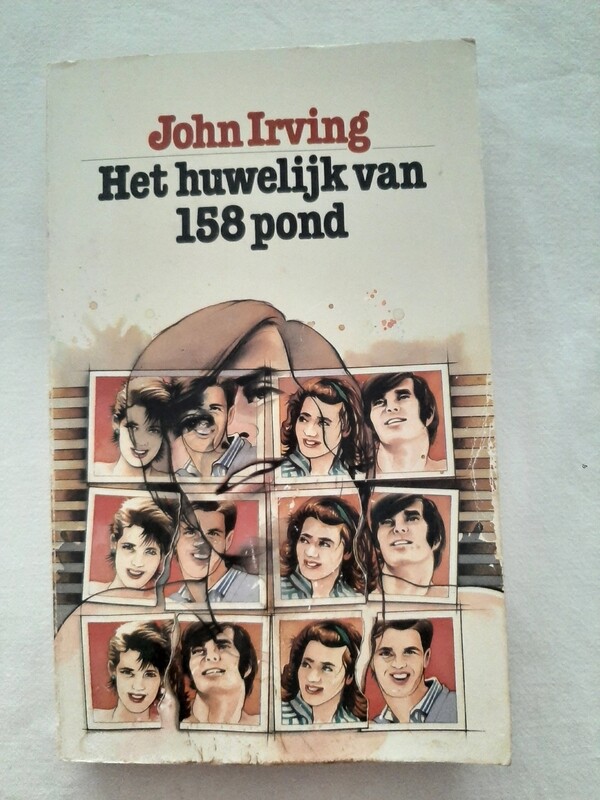 John Irving
Het huwelijk van
158 pond